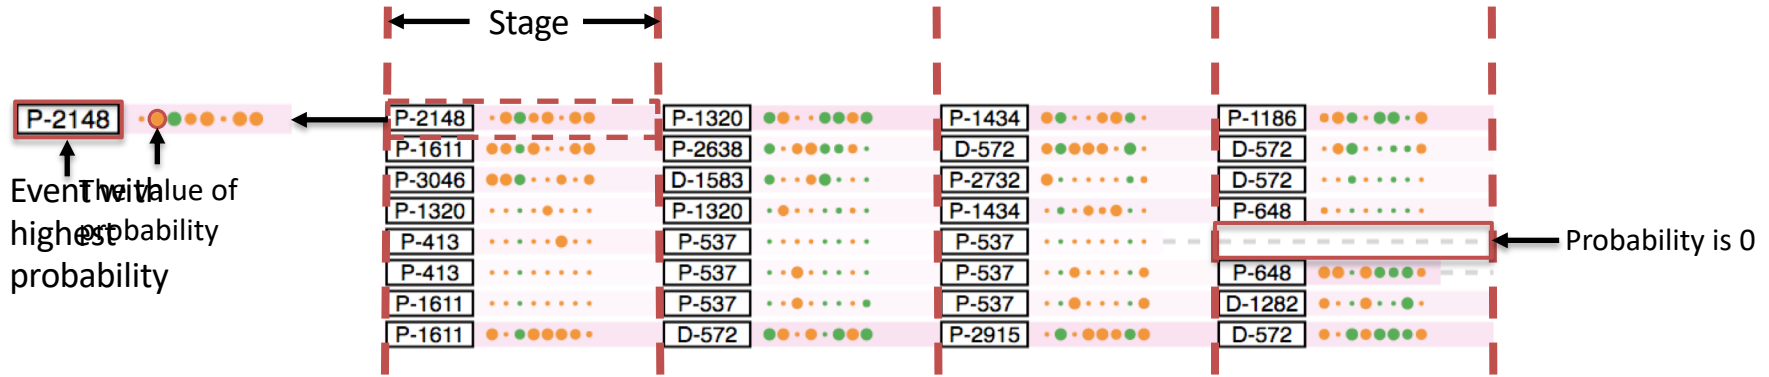 Stage
P-2148
P-2148 P-1320 P-1434 P-1186
P-1611 P-2638 D-572 D-572
P-3046 D-1583 P-2732 D-572
P-1320 P-1320 P-1434 P-648
P-413 P-537 P-537
P-413 P-537 P-537 P-648
P-1611 P-537 P-537 D-1282
P-1611 D-572 P-2915 D-572
Event with
highest
probability
The value of
probability
Probability is 0